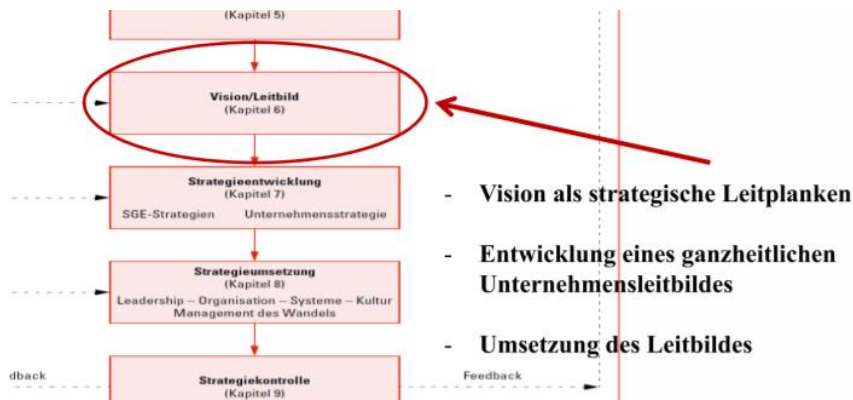 (Kapitel 5)
Vision/Leitbild
(Kapitel 6)
Strategieentwicklung
(Kapitel 7)
SGE-Strategien Unternehmensstrategie
Strategieumsetzung
(Kapitel 8)
Leadership – Organisation – Systeme – Kultur
Management des Wandels
dback
Strategiekontrolle
(Kapitel 9)
Feedback
- Vision als strategische Leitplanken
- Entwicklung eines ganzheitlichen
Unternehmensleitbildes
- Umsetzung des Leitbildes